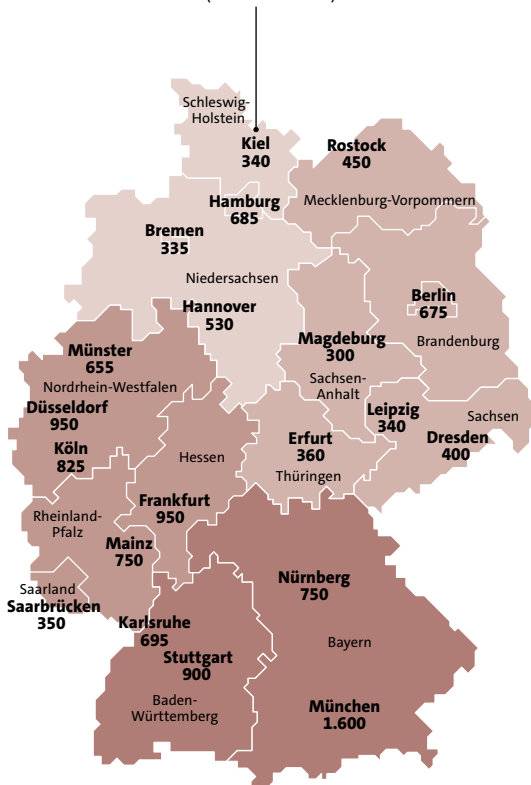 Schleswig-
Holstein
Kiel
340
Rostock
450
Mecklenburg-Vorpommern
Hamburg
685
Bremen
335
Niedersachsen
Hannover
530
Berlin
675
Brandenburg
Magdeburg
300
Sachsen-
Anhalt
Münster
655
Nordrhein-Westfalen
Düsseldorf
950
Köln
825
Leipzig
340
Sachsen
Dresden
400
Erfurt
360
Thüringen
Hessen
Frankfurt
950
Rheinland-
Pfalz
Mainz
750
Saarland
Saarbrücken
350
Nürnberg
750
Karlsruhe
695
Stuttgart
900
Bayern
Baden-
Württemberg
München
1.600